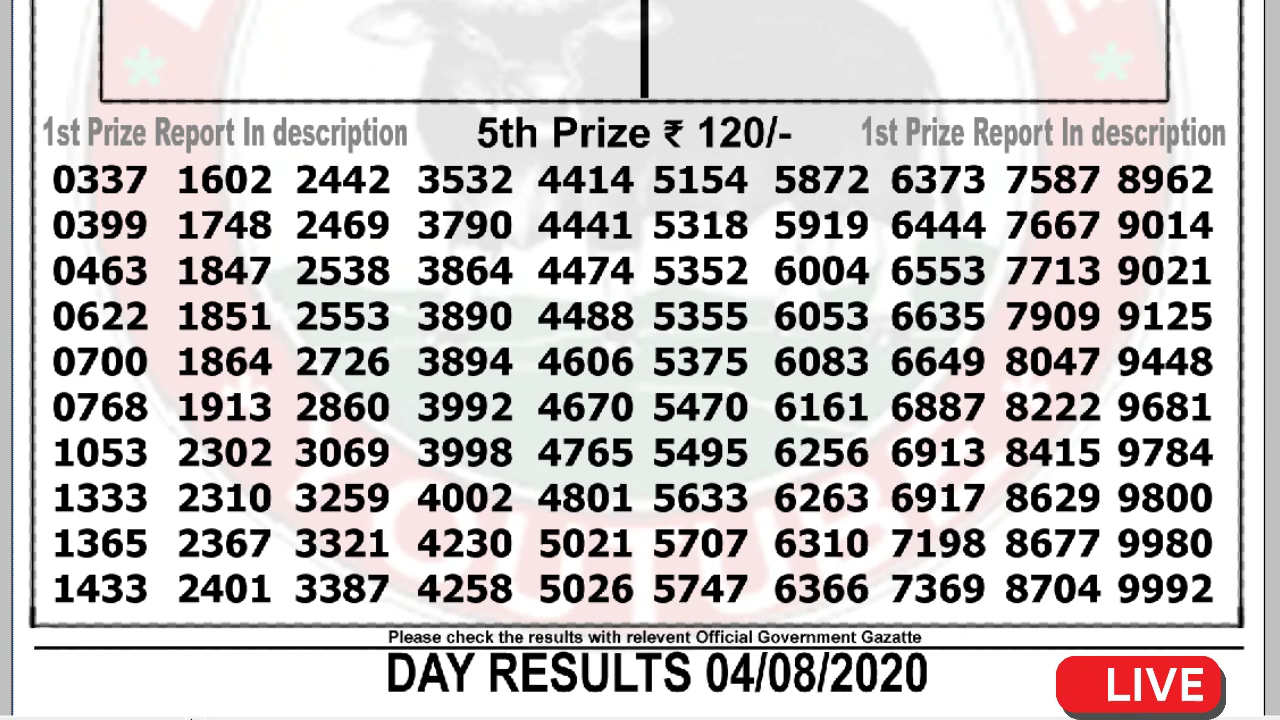 1st Prize Report In description 5th Prize ₹ 120/- 1st Prize Report In description
0337 1602 2442 3532 4414 5154 5872 6373 7587 8962
0399 1748 2469 3790 4441 5318 5919 6444 7667 9014
0463 1847 2538 3864 4474 5352 6004 6553 7713 9021
0622 1851 2553 3890 4488 5355 6053 6635 7909 9125
0700 1864 2726 3894 4606 5375 6083 6649 8047 9448
0768 1913 2860 3992 4670 5470 6161 6887 8222 9681
1053 2302 3069 3998 4765 5495 6256 6913 8415 9784
1333 2310 3259 4002 4801 5633 6263 6917 8629 9800
1365 2367 3321 4230 5021 5707 6310 7198 8677 9980
1433 2401 3387 4258 5026 5747 6366 7369 8704 9992
Please check the results with relevent Official Government Gazatte
DAY RESULTS 04/08/2020
LIVE